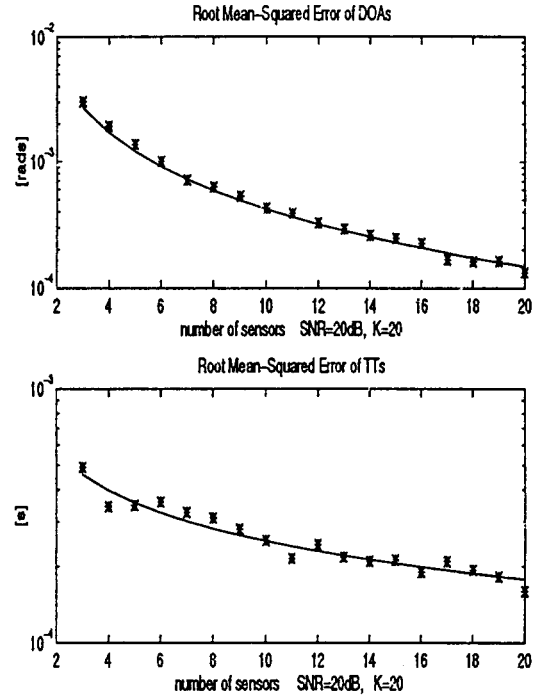 Root Mean-Squared Error of DOAs
10^-2
10^-3
10^-4
[rads]
2 4 6 8 10 12 14 16 18 20
number of sensors SNR=20dB, K=20
Root Mean-Squared Error of TTs
10^-3
10^-4
[s]
2 4 6 8 10 12 14 16 18 20
number of sensors SNR=20dB, K=20